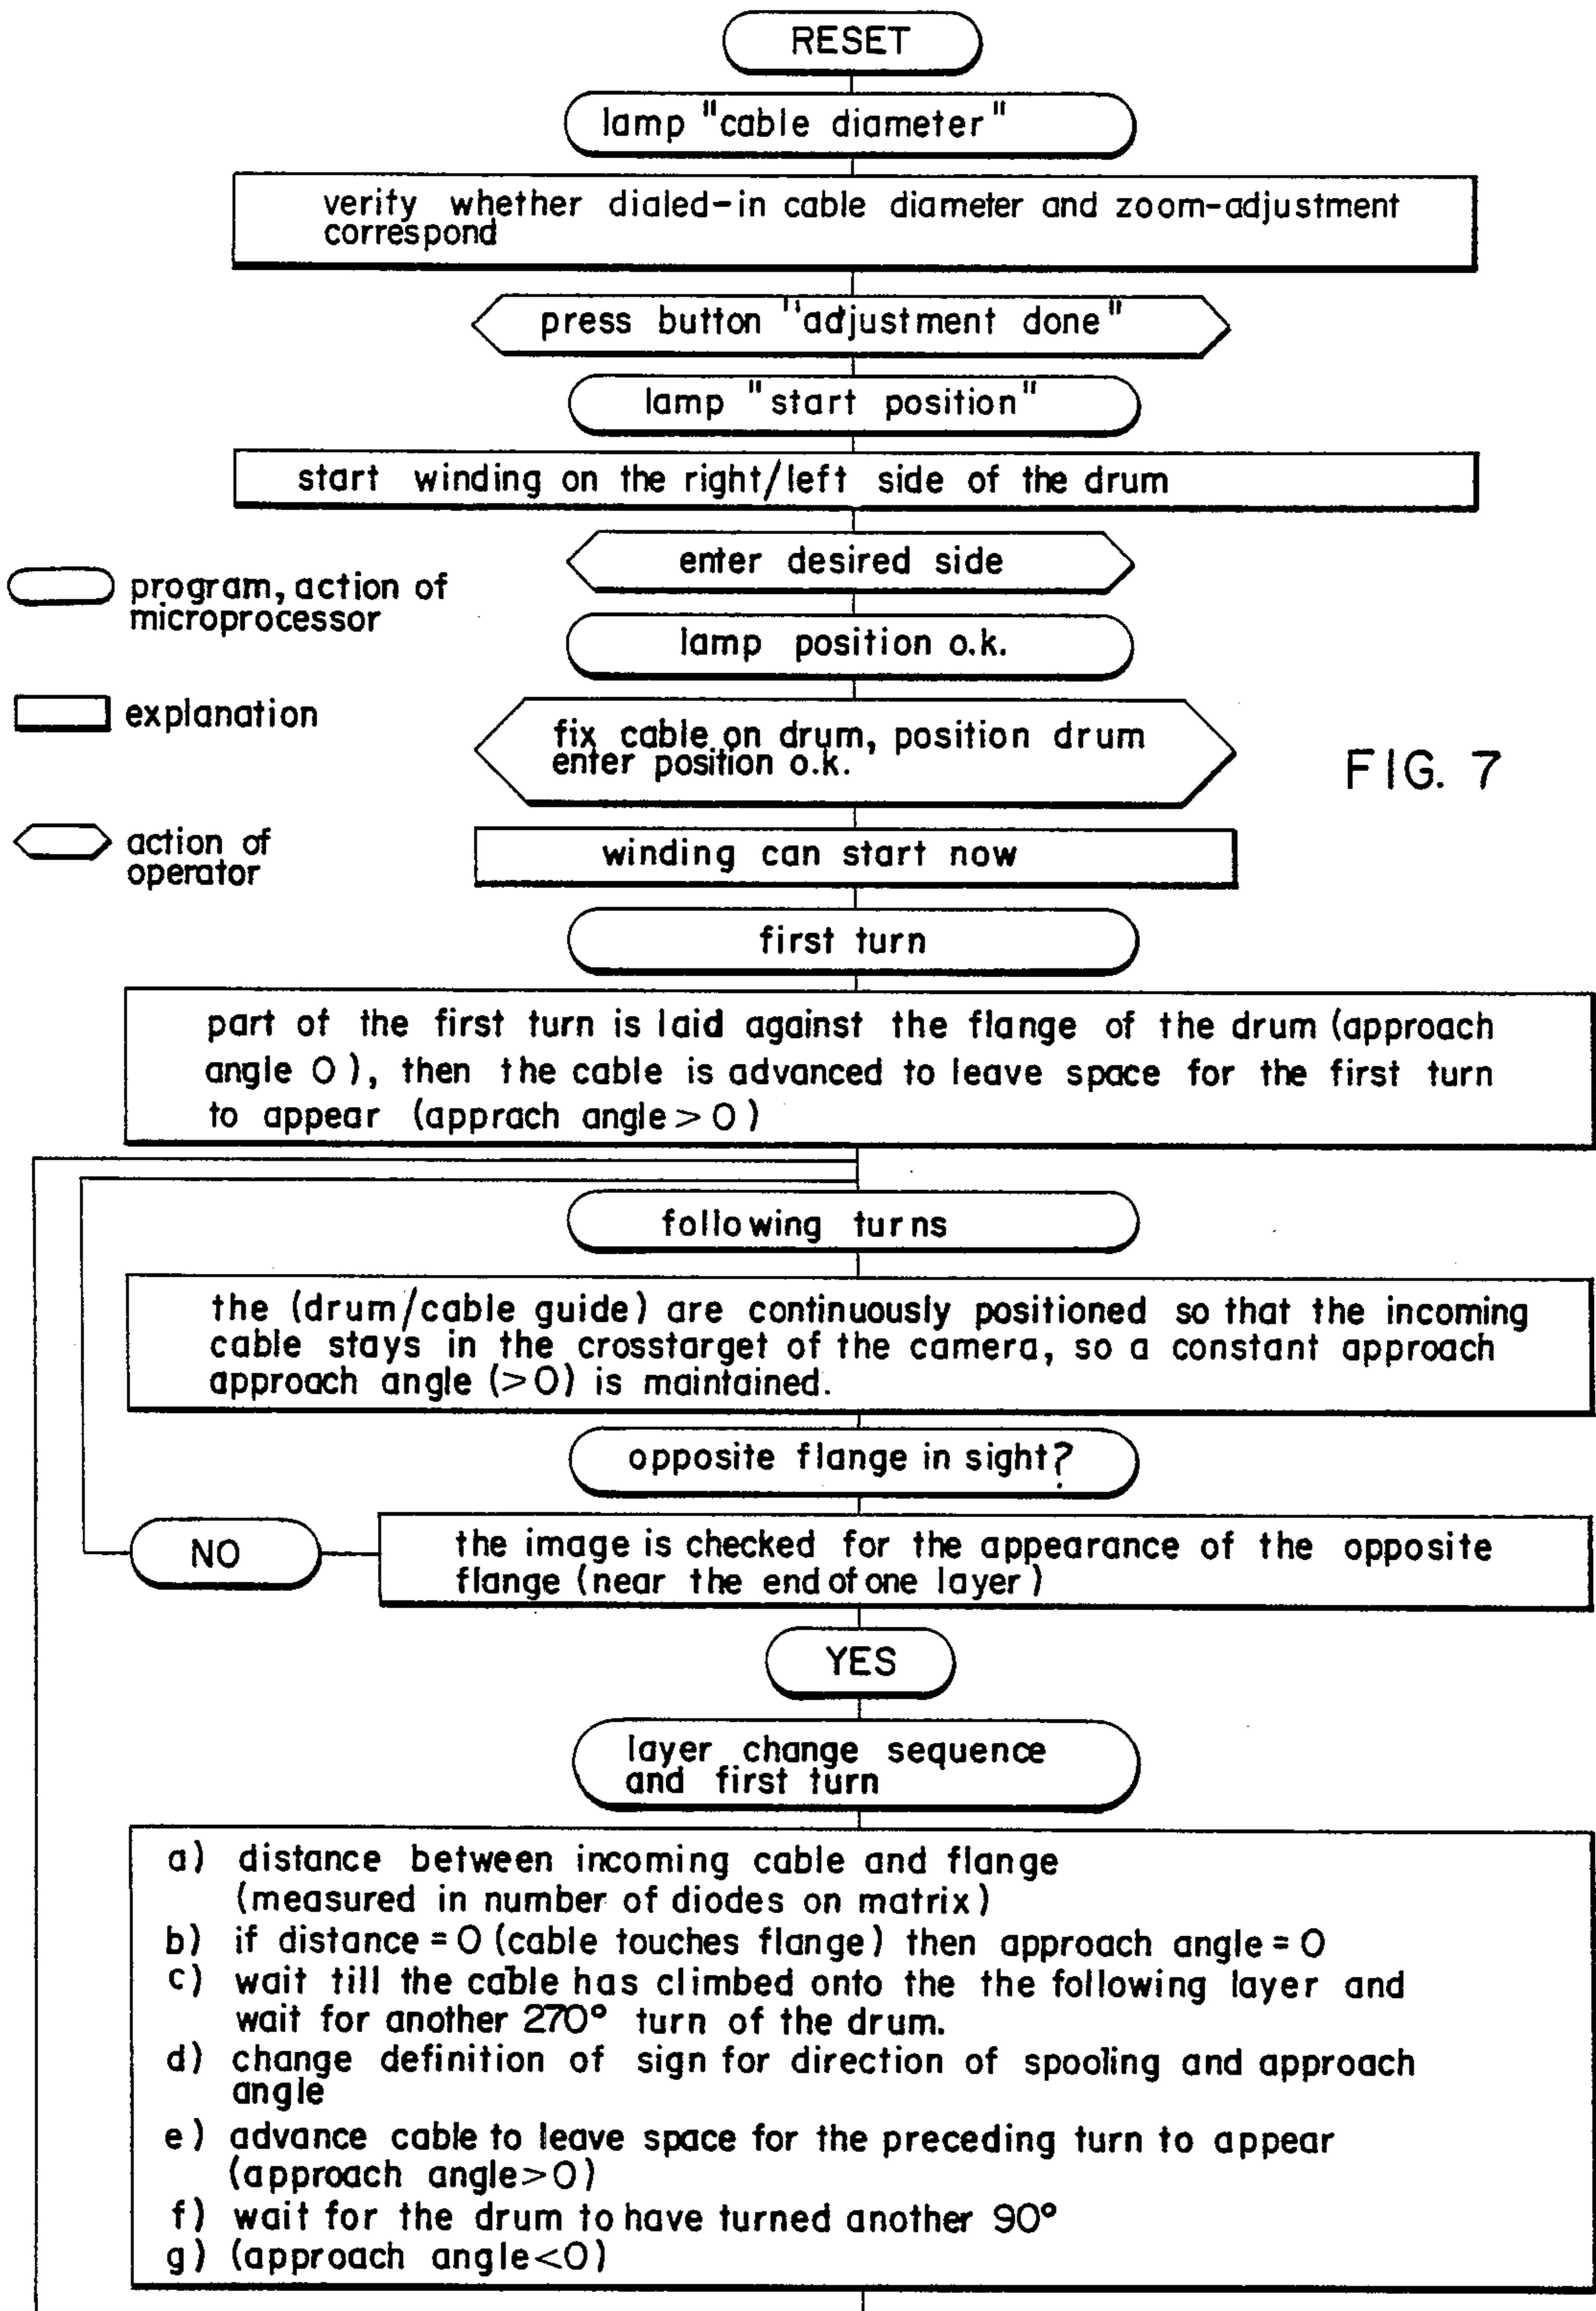 RESET
lamp "cable diameter"
verify whether dialed-in cable diameter and zoom-adjustment
correspond
press button "adjustment done"
lamp "start position"
start winding on the right/left side of the drum
enter desired side
program, action of
microprocessor
lamp position o.k.
explanation
fix cable on drum, position drum
enter position o.k.
FIG. 7
action of
operator
winding can start now
first turn
part of the first turn is laid against the flange of the drum (approach
angle 0), then the cable is advanced to leave space for the first turn
to appear (apprach angle > 0)
following turns
the (drum/cable guide) are continuously positioned so that the incoming
cable stays in the crosstarget of the camera, so a constant approach
approach angle (>0) is maintained.
opposite flange in sight?
NO
the image is checked for the appearance of the opposite
flange (near the end of one layer)
YES
layer change sequence
and first turn
a) distance between incoming cable and flange
(measured in number of diodes on matrix)
b) if distance = 0 (cable touches flange) then approach angle = 0
c) wait till the cable has climbed onto the the following layer and
wait for another 270° turn of the drum.
d) change definition of sign for direction of spooling and approach
angle
e) advance cable to leave space for the preceding turn to appear
(approach angle>0)
f) wait for the drum to have turned another 90°
g) (approach angle<0)